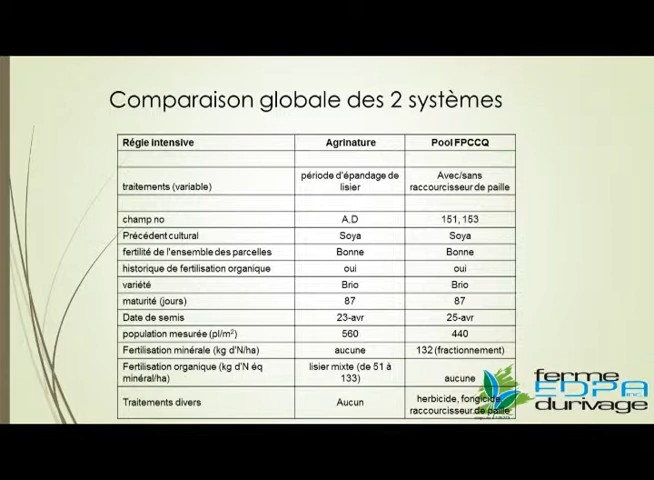 Comparaison globale des 2 systèmes
Régie intensive Agrinature Pool FPCCQ
traitements (variable) période d'épandage de lisier Avec/sans raccourcisseur de paille
champ no A,D 151, 153
Précédent cultural Soya Soya
fertilité de l'ensemble des parcelles Bonne Bonne
historique de fertilisation organique oui oui
variété Brio Brio
maturité (jours) 87 87
Date de semis 23-avr 25-avr
population mesurée (pl/m²) 560 440
Fertilisation minérale (kg d'N/ha) aucune 132 (fractionnement)
Fertilisation organique (kg d'N éq minéral/ha) lisier mixte (de 51 à 133) aucune
Traitements divers Aucun herbicide, fongicide, raccourcisseur de paille
ferme
EDPA inc.
durivage